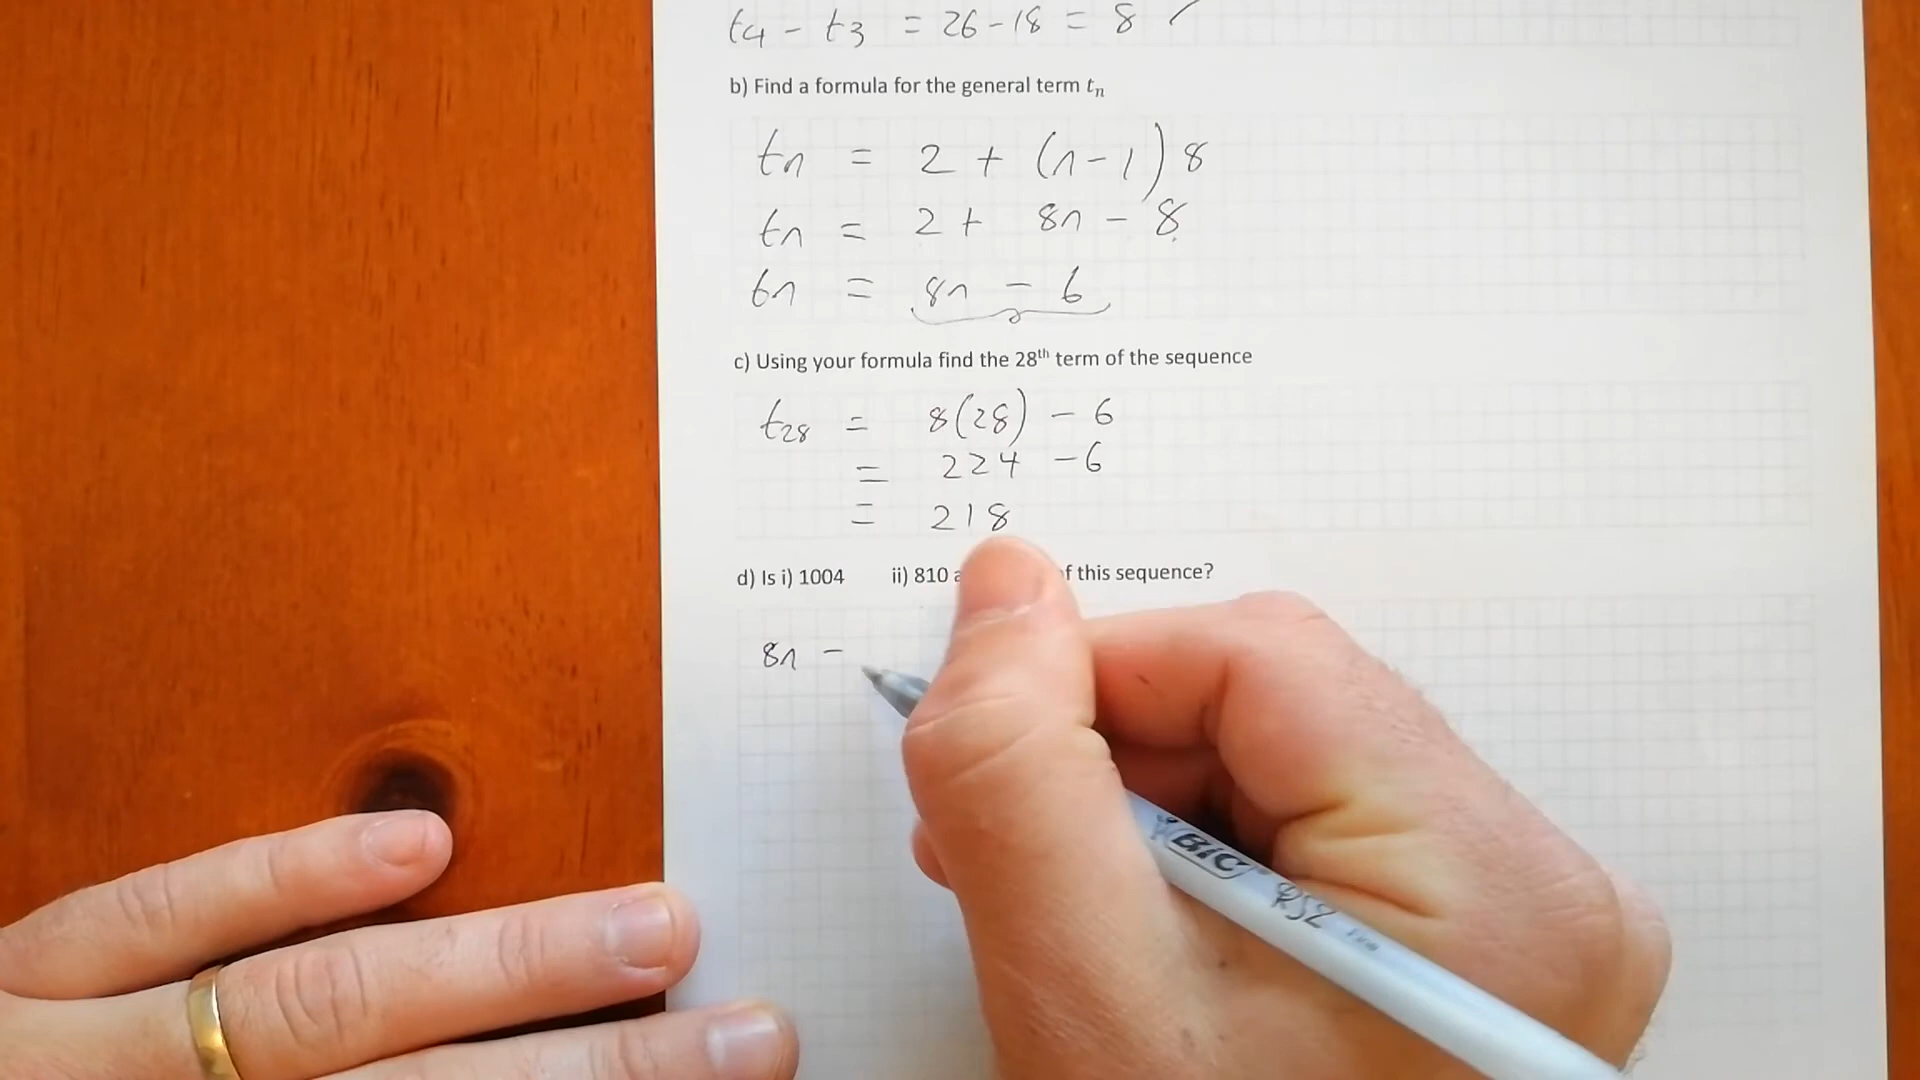 t4 - t3 = 26 - 18 = 8 ✓
b) Find a formula for the general term tn
tn = 2 + (n-1)8
tn = 2 + 8n - 8
tn = 8n - 6
c) Using your formula find the 28th term of the sequence
t28 = 8(28) - 6
= 224 - 6
= 218
d) Is i) 1004 ii) 810 a of this sequence?
8n -
BIC